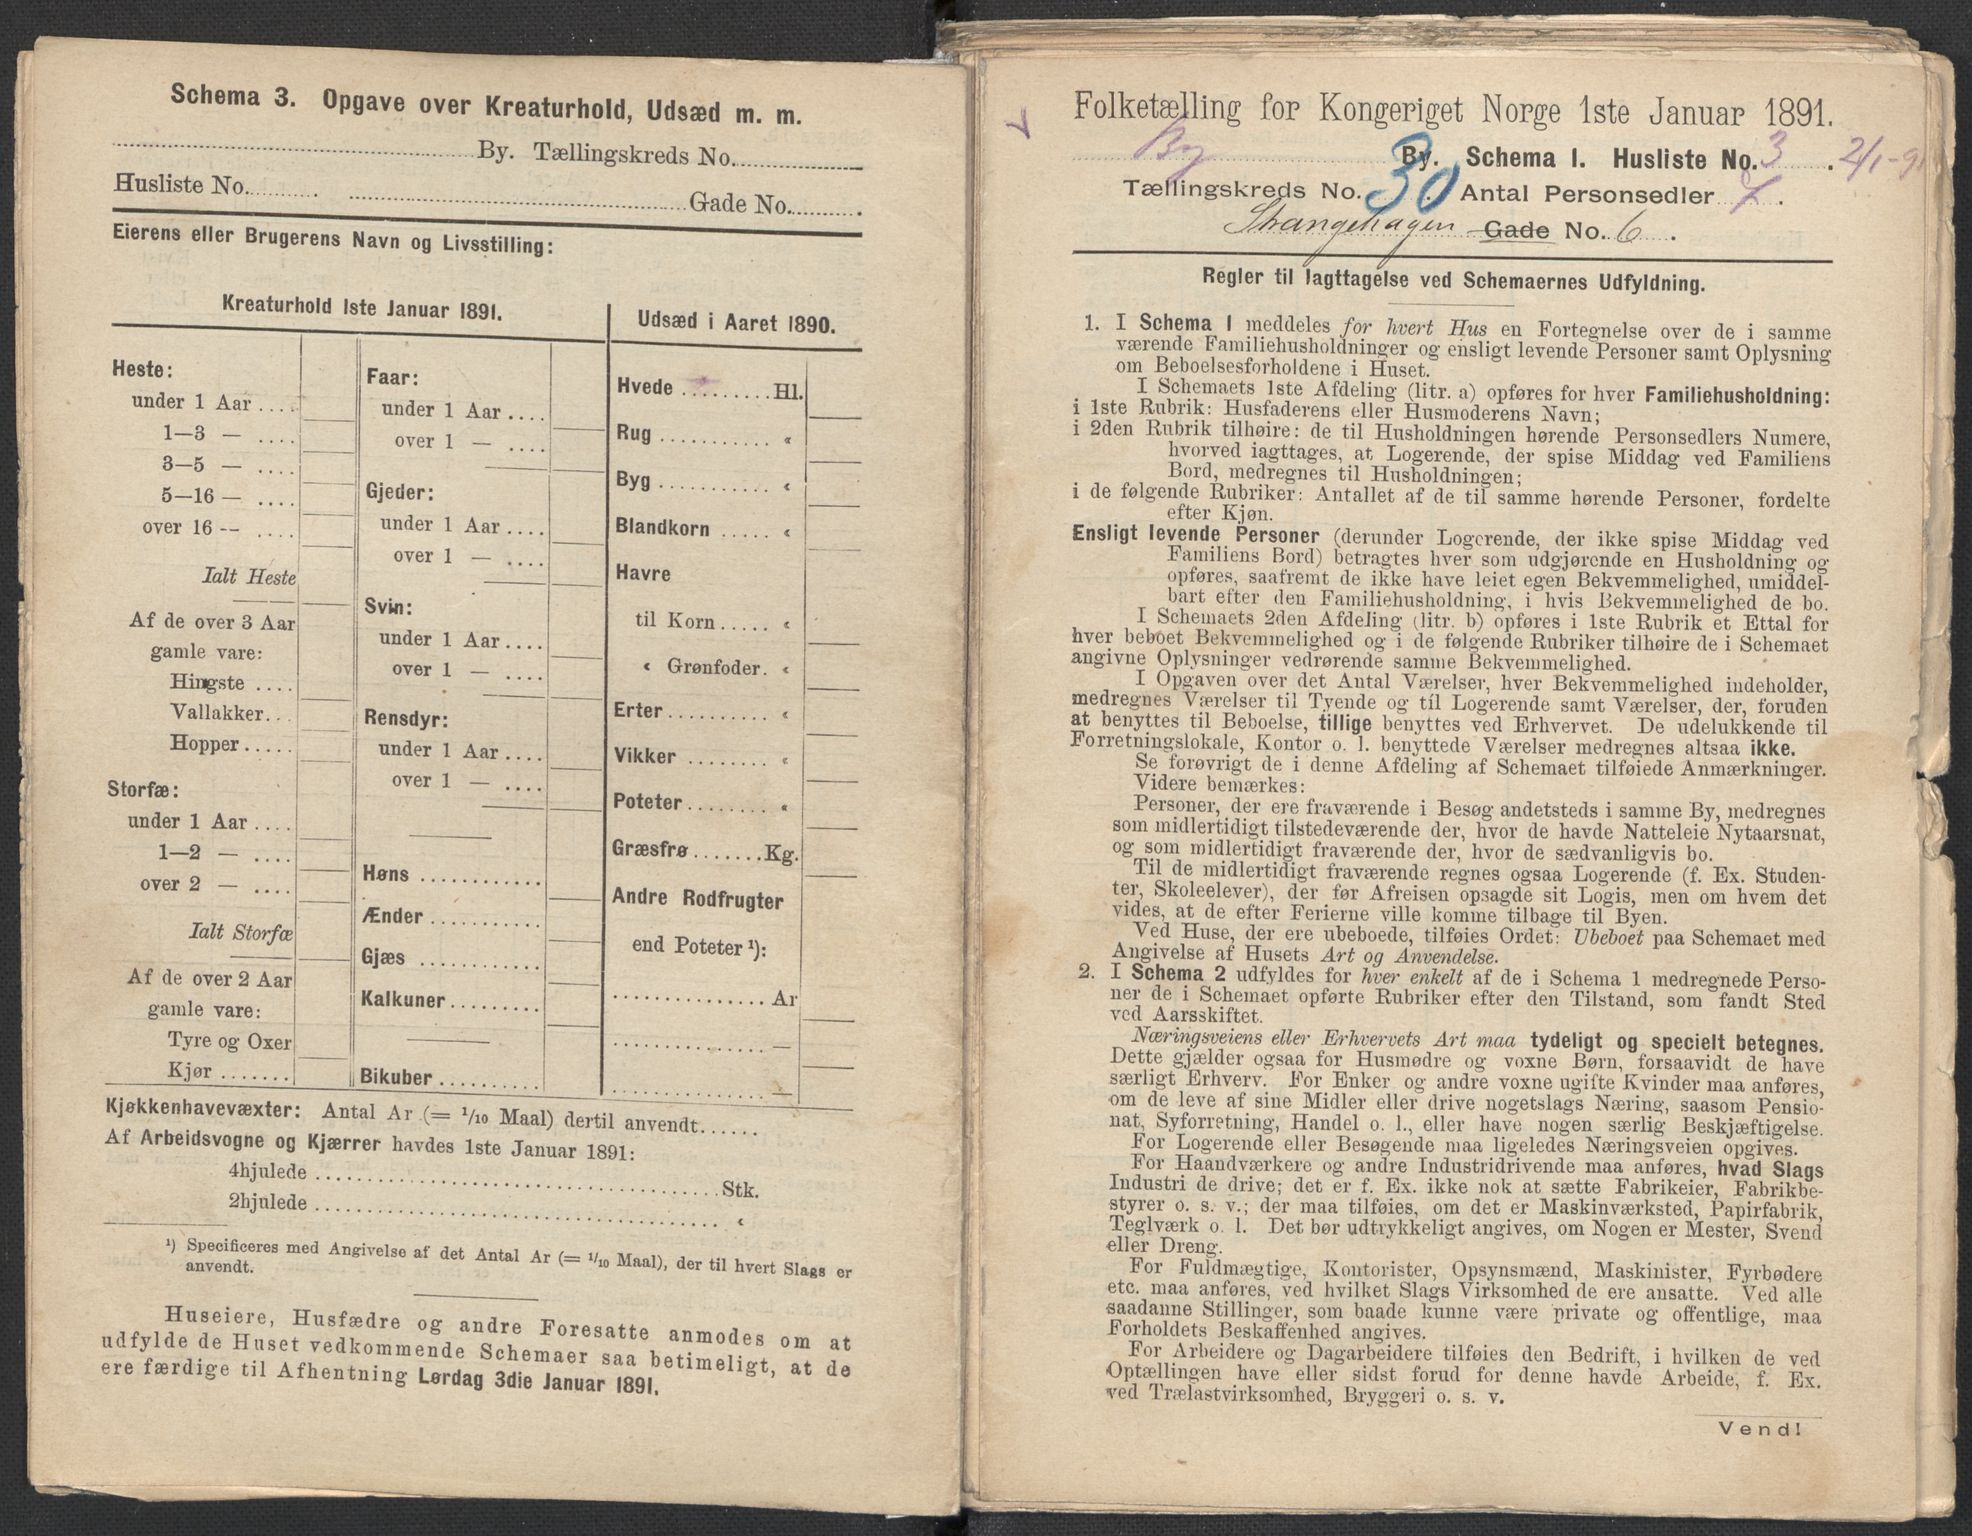 Schema 3. Opgave over Kreaturhold, Udsæd m. m.
By. Tællingskreds No.
Husliste No. Gade No.
Eierens eller Brugerens Navn og Livsstilling:
Kreaturhold 1ste Januar 1891.
Heste:
under 1 Aar
1—3 —
3—5 —
5—16 —
over 16 --
Ialt Heste
Af de over 3 Aar
gamle vare:
Hingste
Vallakker
Hopper
Storfæ:
under 1 Aar
1—2 —
over 2 —
Ialt Storfæ
Af de over 2 Aar
gamle vare:
Tyre og Oxer
Kjør
Faar:
under 1 Aar
over 1 —
Gjeder:
under 1 Aar
over 1 —
Svin:
under 1 Aar
over 1 —
Rensdyr:
under 1 Aar
over 1 —
Høns
Ænder
Gjæs
Kalkuner
Bikuber
Udsæd i Aaret 1890.
Hvede Hl.
Rug «
Byg «
Blandkorn «
Havre
til Korn «
« Grønfoder «
Erter «
Vikker «
Poteter «
Græsfrø Kg.
Andre Rodfrugter
end Poteter ¹):
Ar
—
—
Kjøkkenhavevæxter: Antal Ar (= ¹/₁₀ Maal) dertil anvendt
Af Arbeidsvogne og Kjærrer havdes 1ste Januar 1891:
4hjulede Stk.
2hjulede «
¹) Specificeres med Angivelse af det Antal Ar (= ¹/₁₀ Maal), der til hvert Slags er
anvendt.
Huseiere, Husfædre og andre Foresatte anmodes om at
udfylde de Huset vedkommende Schemaer saa betimeligt, at de
ere færdige til Afhentning Lørdag 3die Januar 1891.
Folketælling for Kongeriget Norge 1ste Januar 1891.
By By. Schema I. Husliste No. 3. 2/1-91
Tællingskreds No. 30 Antal Personsedler
Strangehagen Gade No. 6.
Regler til Iagttagelse ved Schemaernes Udfyldning.
1. I Schema I meddeles for hvert Hus en Fortegnelse over de i samme
værende Familiehusholdninger og ensligt levende Personer samt Oplysning
om Beboelsesforholdene i Huset.
I Schemaets 1ste Afdeling (litr. a) opføres for hver Familiehusholdning:
i 1ste Rubrik: Husfaderens eller Husmoderens Navn;
i 2den Rubrik tilhøire: de til Husholdningen hørende Personsedlers Numere,
hvorved iagttages, at Logerende, der spise Middag ved Familiens
Bord, medregnes til Husholdningen;
i de følgende Rubriker: Antallet af de til samme hørende Personer, fordelte
efter Kjøn.
Ensligt levende Personer (derunder Logerende, der ikke spise Middag ved
Familiens Bord) betragtes hver som udgjørende en Husholdning og
opføres, saafremt de ikke have leiet egen Bekvemmelighed, umiddel-
bart efter den Familiehusholdning, i hvis Bekvemmelighed de bo.
I Schemaets 2den Afdeling (litr. b) opføres i 1ste Rubrik et Ettal for
hver beboet Bekvemmelighed og i de følgende Rubriker tilhøire de i Schemaet
angivne Oplysninger vedrørende samme Bekvemmelighed.
I Opgaven over det Antal Værelser, hver Bekvemmelighed indeholder,
medregnes Værelser til Tyende og til Logerende samt Værelser, der, foruden
at benyttes til Beboelse, tillige benyttes ved Erhvervet. De udelukkende til
Forretningslokale, Kontor o. l. benyttede Værelser medregnes altsaa ikke.
Se forøvrigt de i denne Afdeling af Schemaet tilføiede Anmærkninger.
Videre bemærkes:
Personer, der ere fraværende i Besøg andetsteds i samme By, medregnes
som midlertidigt tilstedeværende der, hvor de havde Natteleie Nytaarsnat,
og som midlertidigt fraværende der, hvor de sædvanligvis bo.
Til de midlertidigt fraværende regnes ogsaa Logerende (f. Ex. Studen-
ter, Skoleelever), der før Afreisen opsagde sit Logis, men om hvem det
vides, at de efter Ferierne ville komme tilbage til Byen.
Ved Huse, der ere ubeboede, tilføies Ordet: Ubeboet paa Schemaet med
Angivelse af Husets Art og Anvendelse.
2. I Schema 2 udfyldes for hver enkelt af de i Schema 1 medregnede Perso-
ner de i Schemaet opførte Rubriker efter den Tilstand, som fandt Sted
ved Aarsskiftet.
Næringsveiens eller Erhvervets Art maa tydeligt og specielt betegnes.
Dette gjælder ogsaa for Husmødre og voxne Børn, forsaavidt de have
særligt Erhverv. For Enker og andre voxne ugifte Kvinder maa anføres,
om de leve af sine Midler eller drive nogetslags Næring, saasom Pensio-
nat, Syforretning, Handel o. l., eller have nogen særlig Beskjæftigelse.
For Logerende eller Besøgende maa ligeledes Næringsveien opgives.
For Haandværkere og andre Industridrivende maa anføres, hvad Slags
Industri de drive; det er f. Ex. ikke nok at sætte Fabrikeier, Fabrikbe-
styrer o. s. v.; der maa tilføies, om det er Maskinværksted, Papirfabrik,
Teglværk o. l. Det bør udtrykkeligt angives, om Nogen er Mester, Svend
eller Dreng.
For Fuldmægtige, Kontorister, Opsynsmænd, Maskinister, Fyrbødere
etc. maa anføres, ved hvilket Slags Virksomhed de ere ansatte. Ved alle
saadanne Stillinger, som baade kunne være private og offentlige, maa
Forholdets Beskaffenhed angives.
For Arbeidere og Dagarbeidere tilføies den Bedrift, i hvilken de ved
Optællingen have eller sidst forud for denne havde Arbeide, f. Ex.
ved Trælastvirksomhed, Bryggeri o. s. v.
Vend!